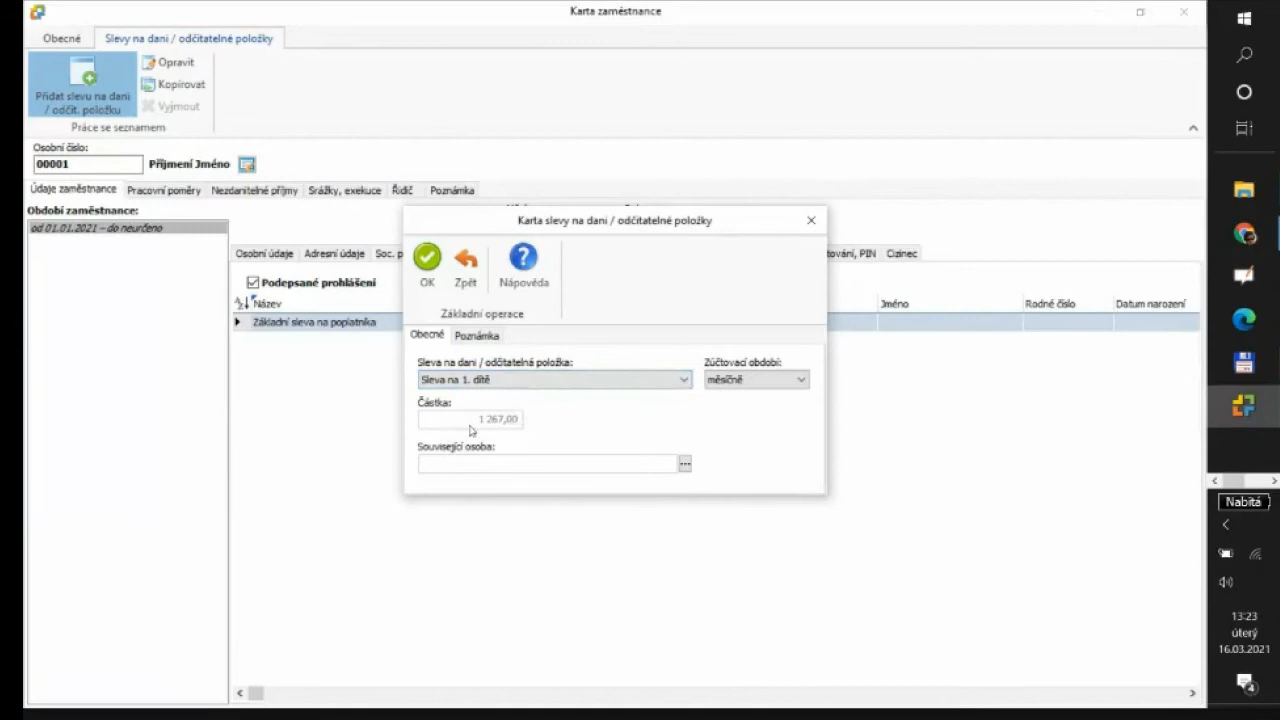 Karta zaměstnance
Obecné
Slevy na dani / odčitatelné položky
Přidat slevu na dani
/ odčit. položku
Opravit
Kopírovat
Vyjmout
Práce se seznamem
Osobní číslo:
00001
Příjmení Jméno
Údaje zaměstnance
Pracovní poměry
Nezdanitelné příjmy
Srážky, exekuce
Řidič
Poznámka
Období zaměstnance:
od 01.01.2021 – do neurčeno
Osobní údaje
Adresní údaje
Soc. p
tování, PIN
Cizinec
Podepsané prohlášení
Název
Jméno
Rodné číslo
Datum narození
Základní sleva na poplatníka
Karta slevy na dani / odčitatelné položky
OK
Zpět
Nápověda
Základní operace
Obecné
Poznámka
Sleva na dani / odčitatelná položka:
Zúčtovací období:
Sleva na 1. dítě
měsíčně
Částka:
1 267,00
Související osoba:
Nabitá
13:23
úterý
16.03.2021
4